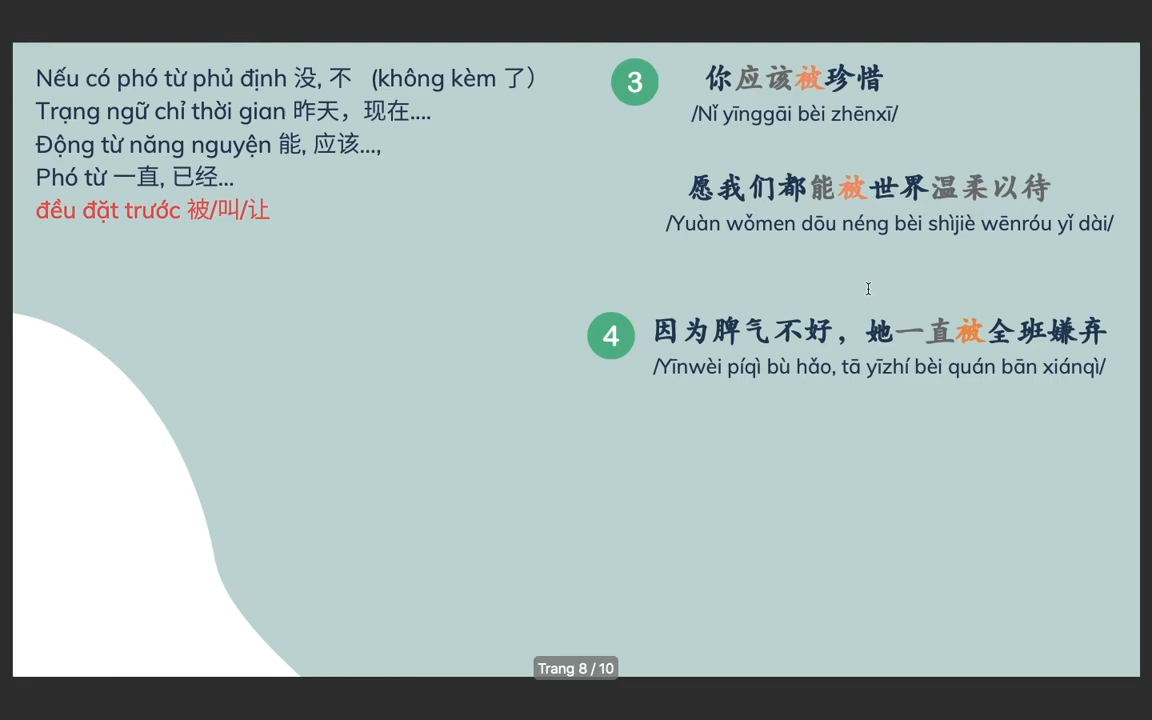 Nếu có phó từ phủ định 没, 不 (không kèm 了）
Trạng ngữ chỉ thời gian 昨天，现在....
Động từ năng nguyện 能, 应该...,
Phó từ 一直, 已经...
đều đặt trước 被/叫/让
3
你应该被珍惜
/Nǐ yīnggāi bèi zhēnxī/
愿我们都能被世界温柔以待
/Yuàn wǒmen dōu néng bèi shìjiè wēnróu yǐ dài/
4
因为脾气不好，她一直被全班嫌弃
/Yīnwèi píqì bù hǎo, tā yīzhí bèi quán bān xiánqì/
Trang 8 / 10